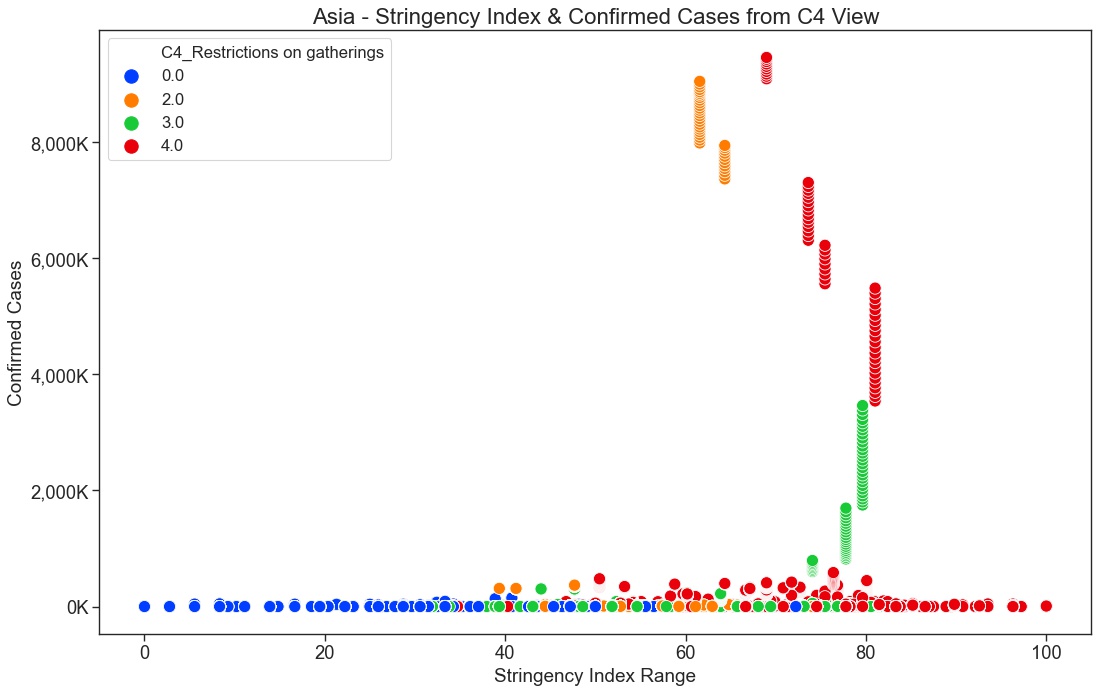 Asia - Stringency Index & Confirmed Cases from C4 View
C4_Restrictions on gatherings
0.0
2.0
3.0
4.0
Confirmed Cases
8,000K
6,000K
4,000K
2,000K
0K
0 20 40 60 80 100
Stringency Index Range